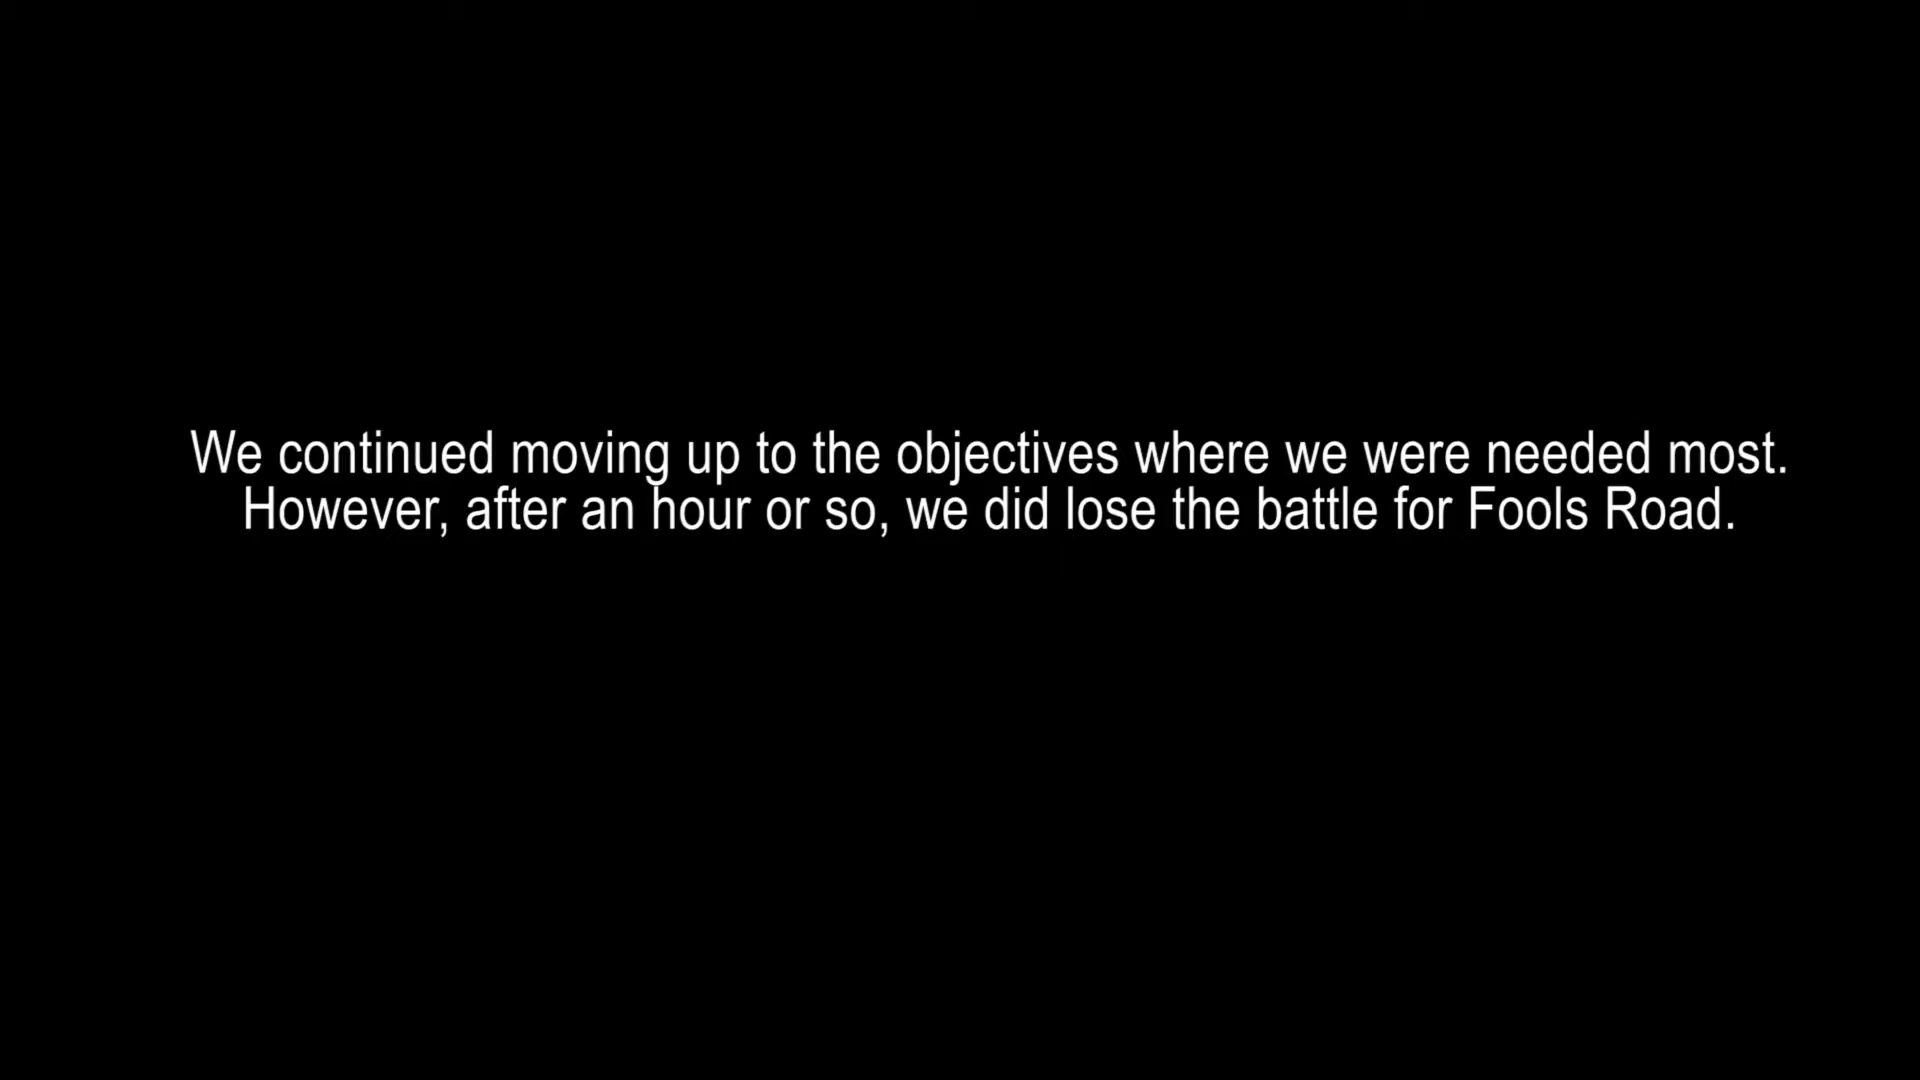 We continued moving up to the objectives where we were needed most.
However, after an hour or so, we did lose the battle for Fools Road.